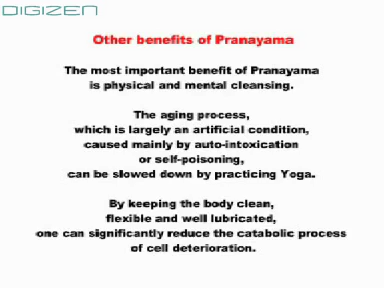 DIGIZEN
Other benefits of Pranayama
The most important benefit of Pranayama
is physical and mental cleansing.
The aging process,
which is largely an artificial condition,
caused mainly by auto-intoxication
or self-poisoning,
can be slowed down by practicing Yoga.
By keeping the body clean,
flexible and well lubricated,
one can significantly reduce the catabolic process
of cell deterioration.